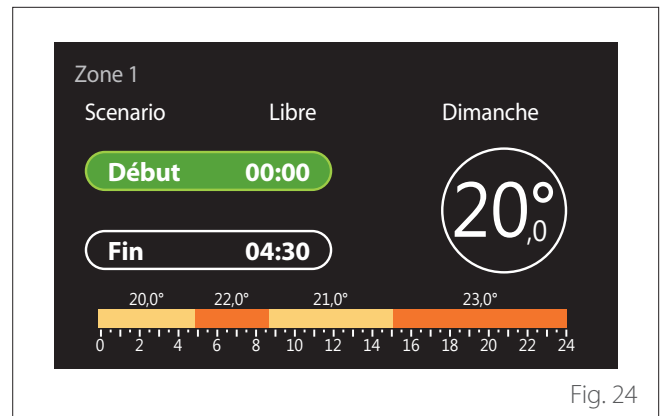 Zone 1
Scenario Libre Dimanche
Début 00:00
20°,0
Fin 04:30
20,0° 22,0° 21,0° 23,0°
0 2 4 6 8 10 12 14 16 18 20 22 24
Fig. 24